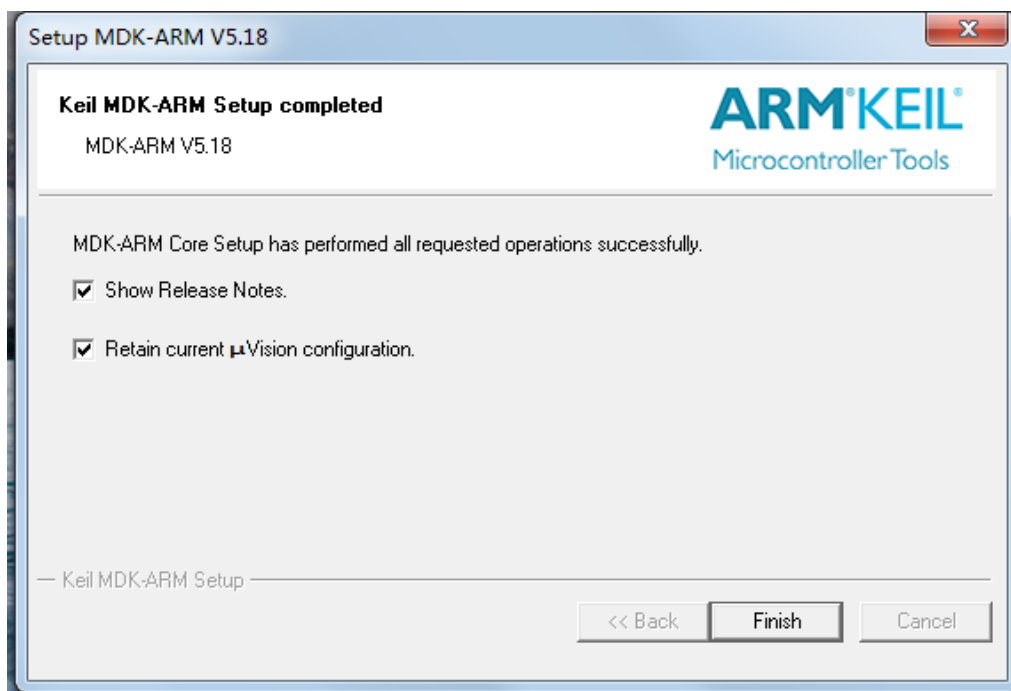 Setup MDK-ARM V5.18
Keil MDK-ARM Setup completed
MDK-ARM V5.18
ARM®KEIL®
Microcontroller Tools
MDK-ARM Core Setup has performed all requested operations successfully.
Show Release Notes.
Retain current µVision configuration.
Keil MDK-ARM Setup
<< Back Finish Cancel